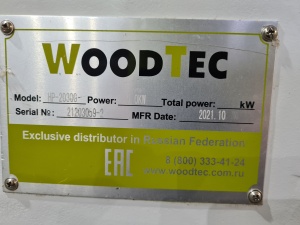 WOODTEC
Model: Power: Total power: kW
Serial №: MFR Date: 2021.10
Exclusive distributor in Russian Federation
EAC
8 (800) 333-41-24
www.woodtec.com.ru